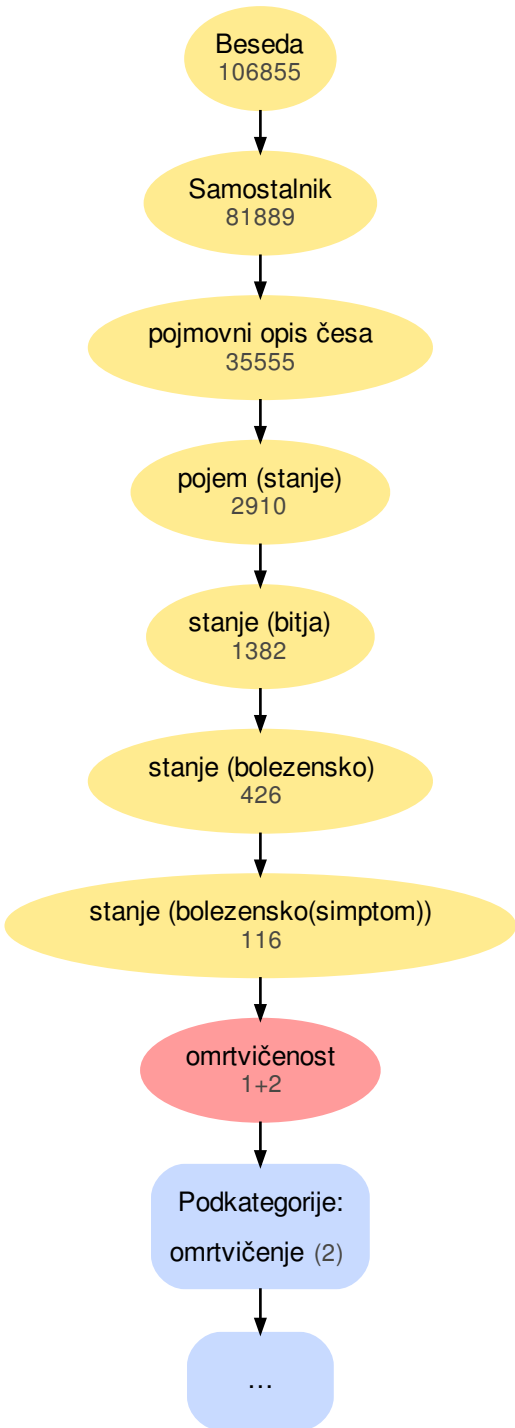 Beseda
106855
Samostalnik
81889
pojmovni opis česa
35555
pojem (stanje)
2910
stanje (bitja)
1382
stanje (bolezensko)
426
stanje (bolezensko(simptom))
116
omrtvičenost
1+2
Podkategorije:
omrtvičenje (2)
...